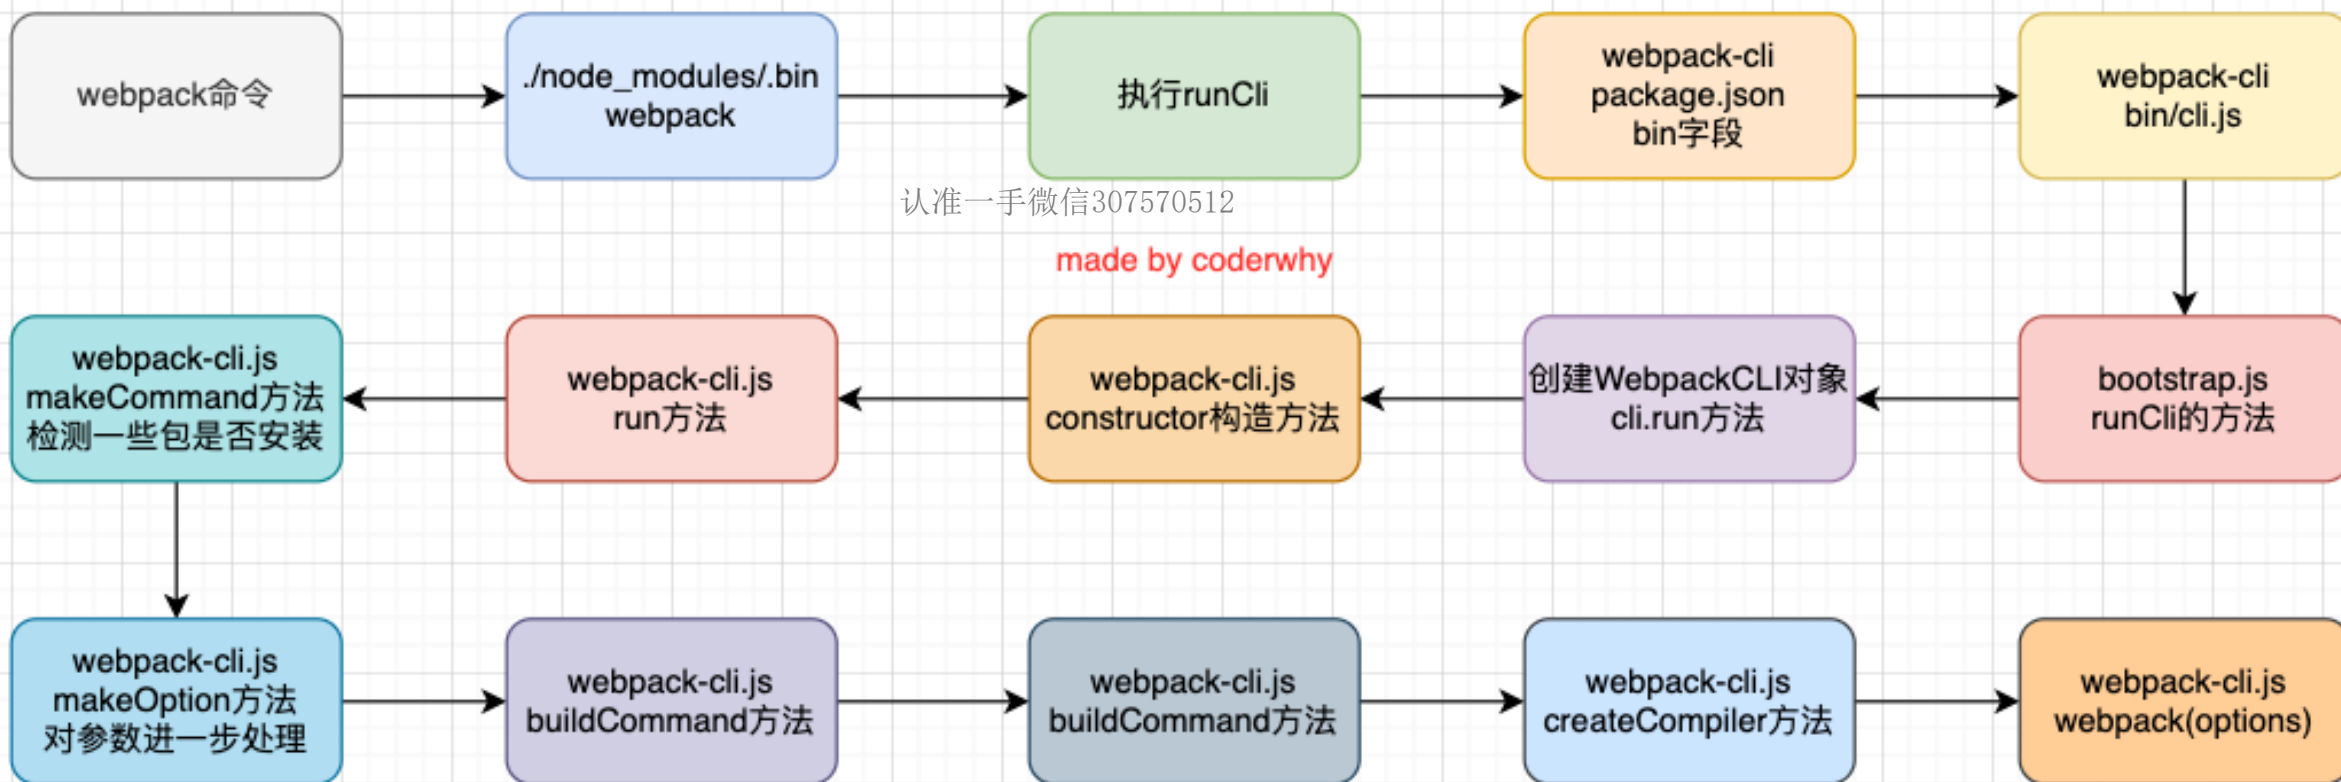 webpack命令
./node_modules/.bin
webpack
执行runCli
webpack-cli
package.json
bin字段
webpack-cli
bin/cli.js
认准一手微信307570512
made by coderwhy
webpack-cli.js
makeCommand方法
检测一些包是否安装
webpack-cli.js
run方法
webpack-cli.js
constructor构造方法
创建WebpackCLI对象
cli.run方法
bootstrap.js
runCli的方法
webpack-cli.js
makeOption方法
对参数进一步处理
webpack-cli.js
buildCommand方法
webpack-cli.js
buildCommand方法
webpack-cli.js
createCompiler方法
webpack-cli.js
webpack(options)